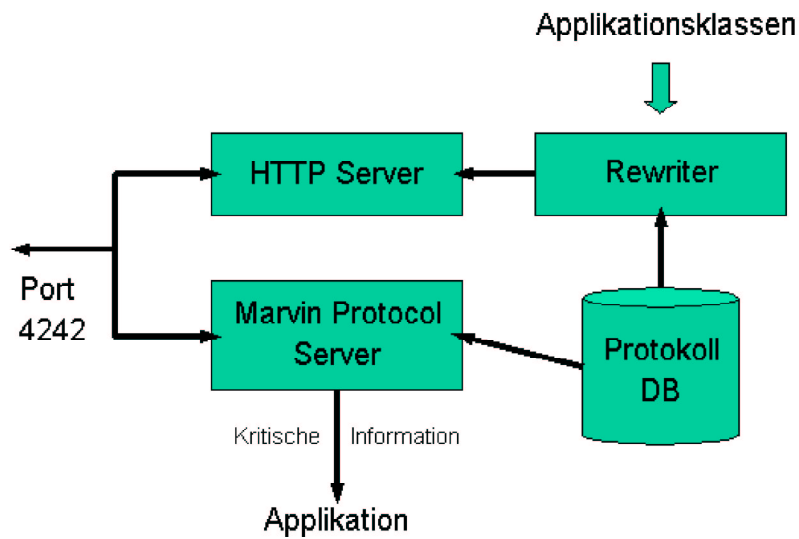 Applikationsklassen
HTTP Server
Rewriter
Port
4242
Marvin Protocol
Server
Protokoll
DB
Kritische Information
Applikation